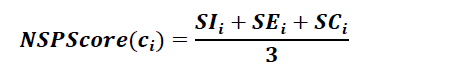 NSPScore(cᵢ) = (SIᵢ + SEᵢ + SCᵢ) / 3